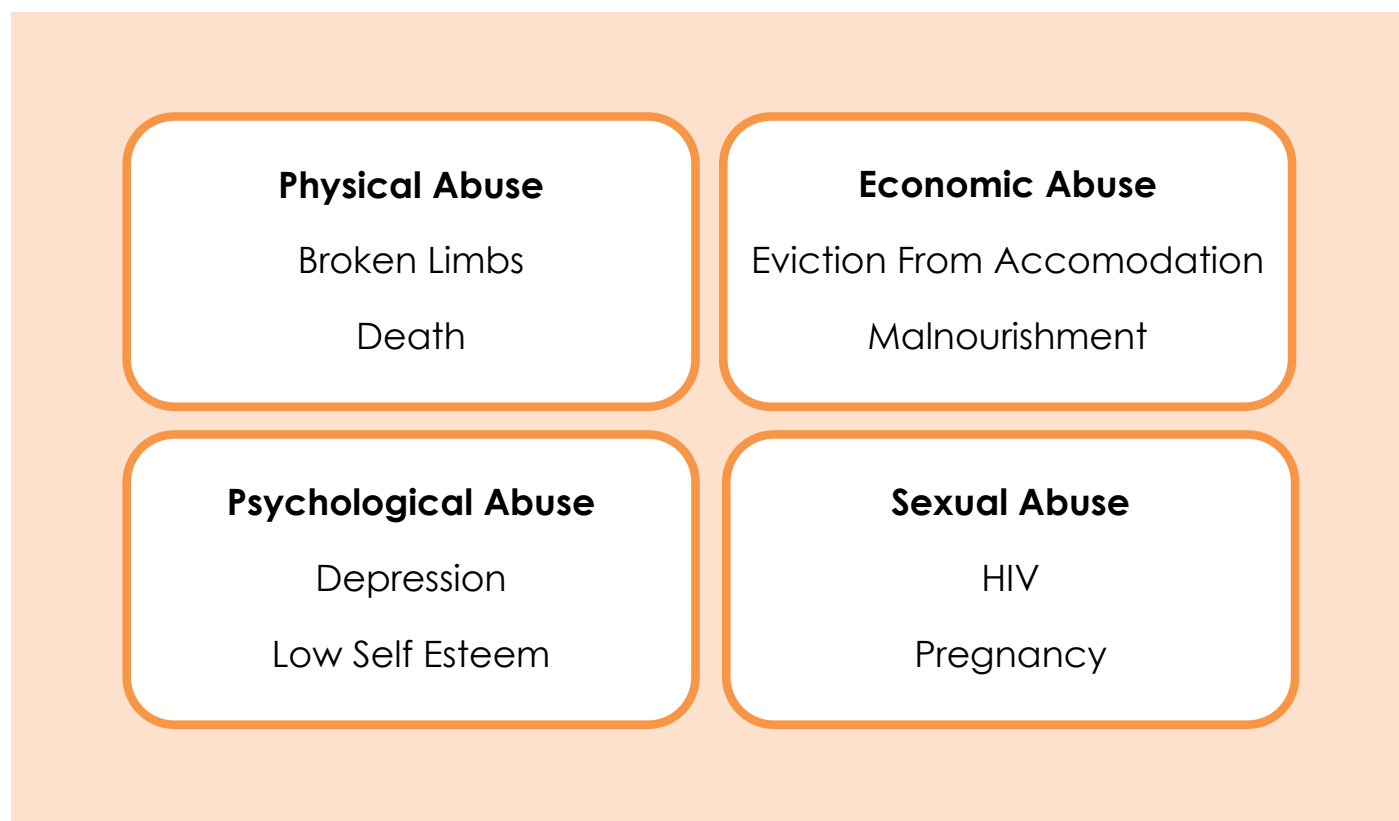 Physical Abuse
Broken Limbs
Death
Economic Abuse
Eviction From Accomodation
Malnourishment
Psychological Abuse
Depression
Low Self Esteem
Sexual Abuse
HIV
Pregnancy